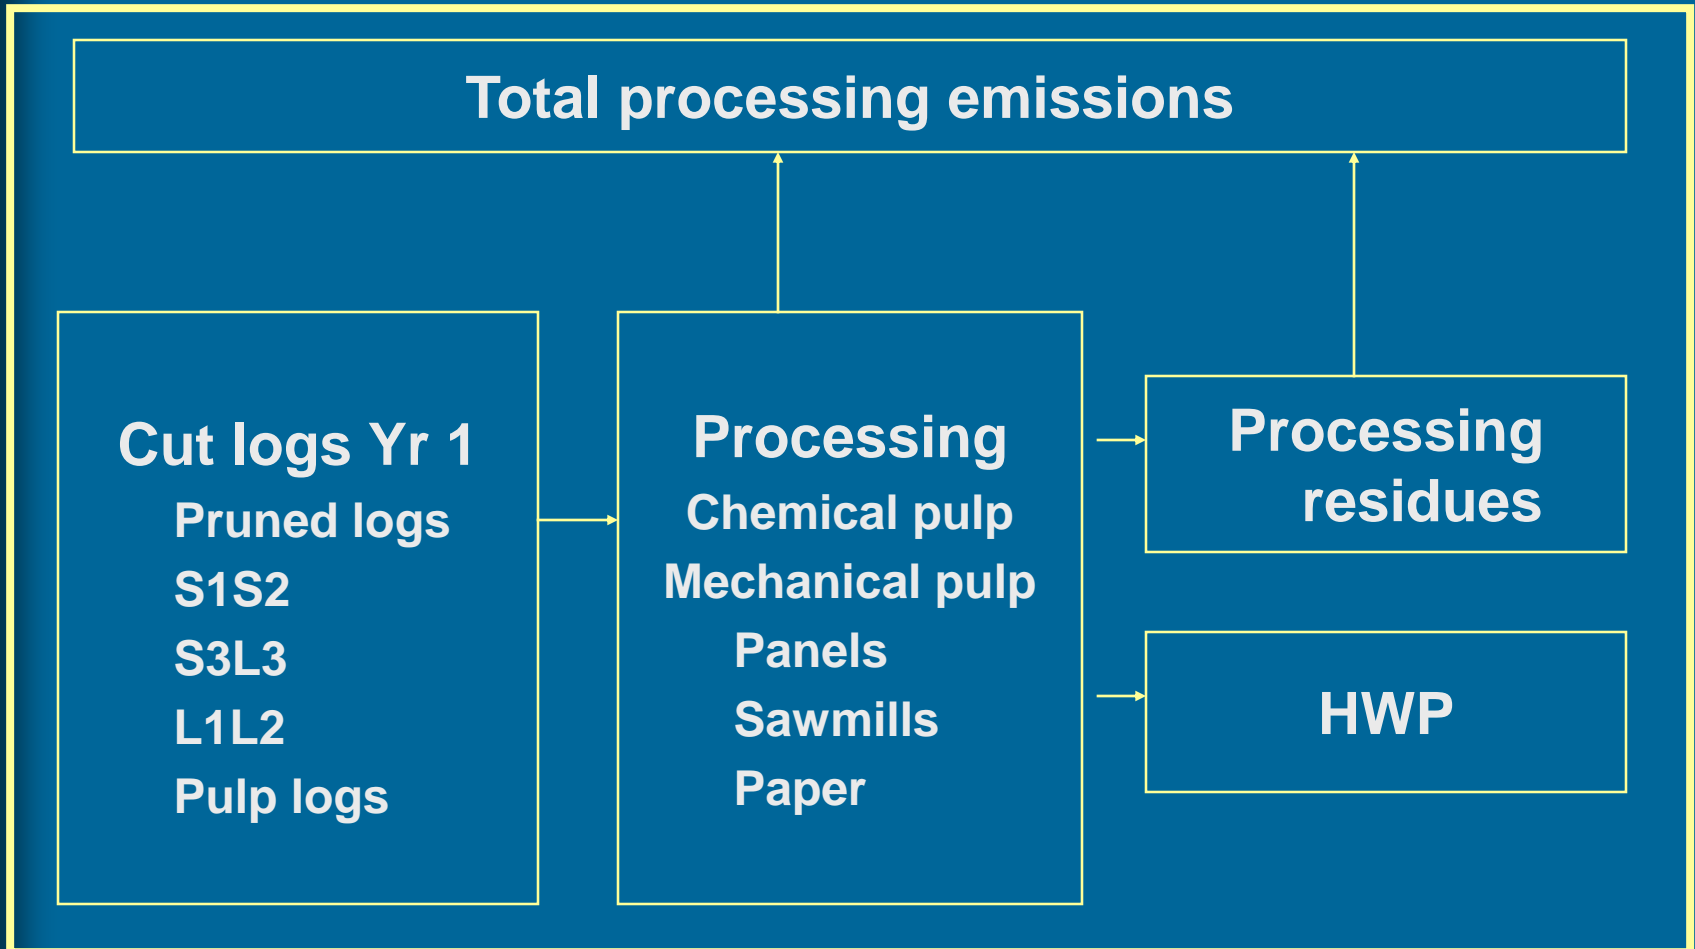 Total processing emissions
Cut logs Yr 1
Pruned logs
S1S2
S3L3
L1L2
Pulp logs
Processing
Chemical pulp
Mechanical pulp
Panels
Sawmills
Paper
Processing
residues
HWP